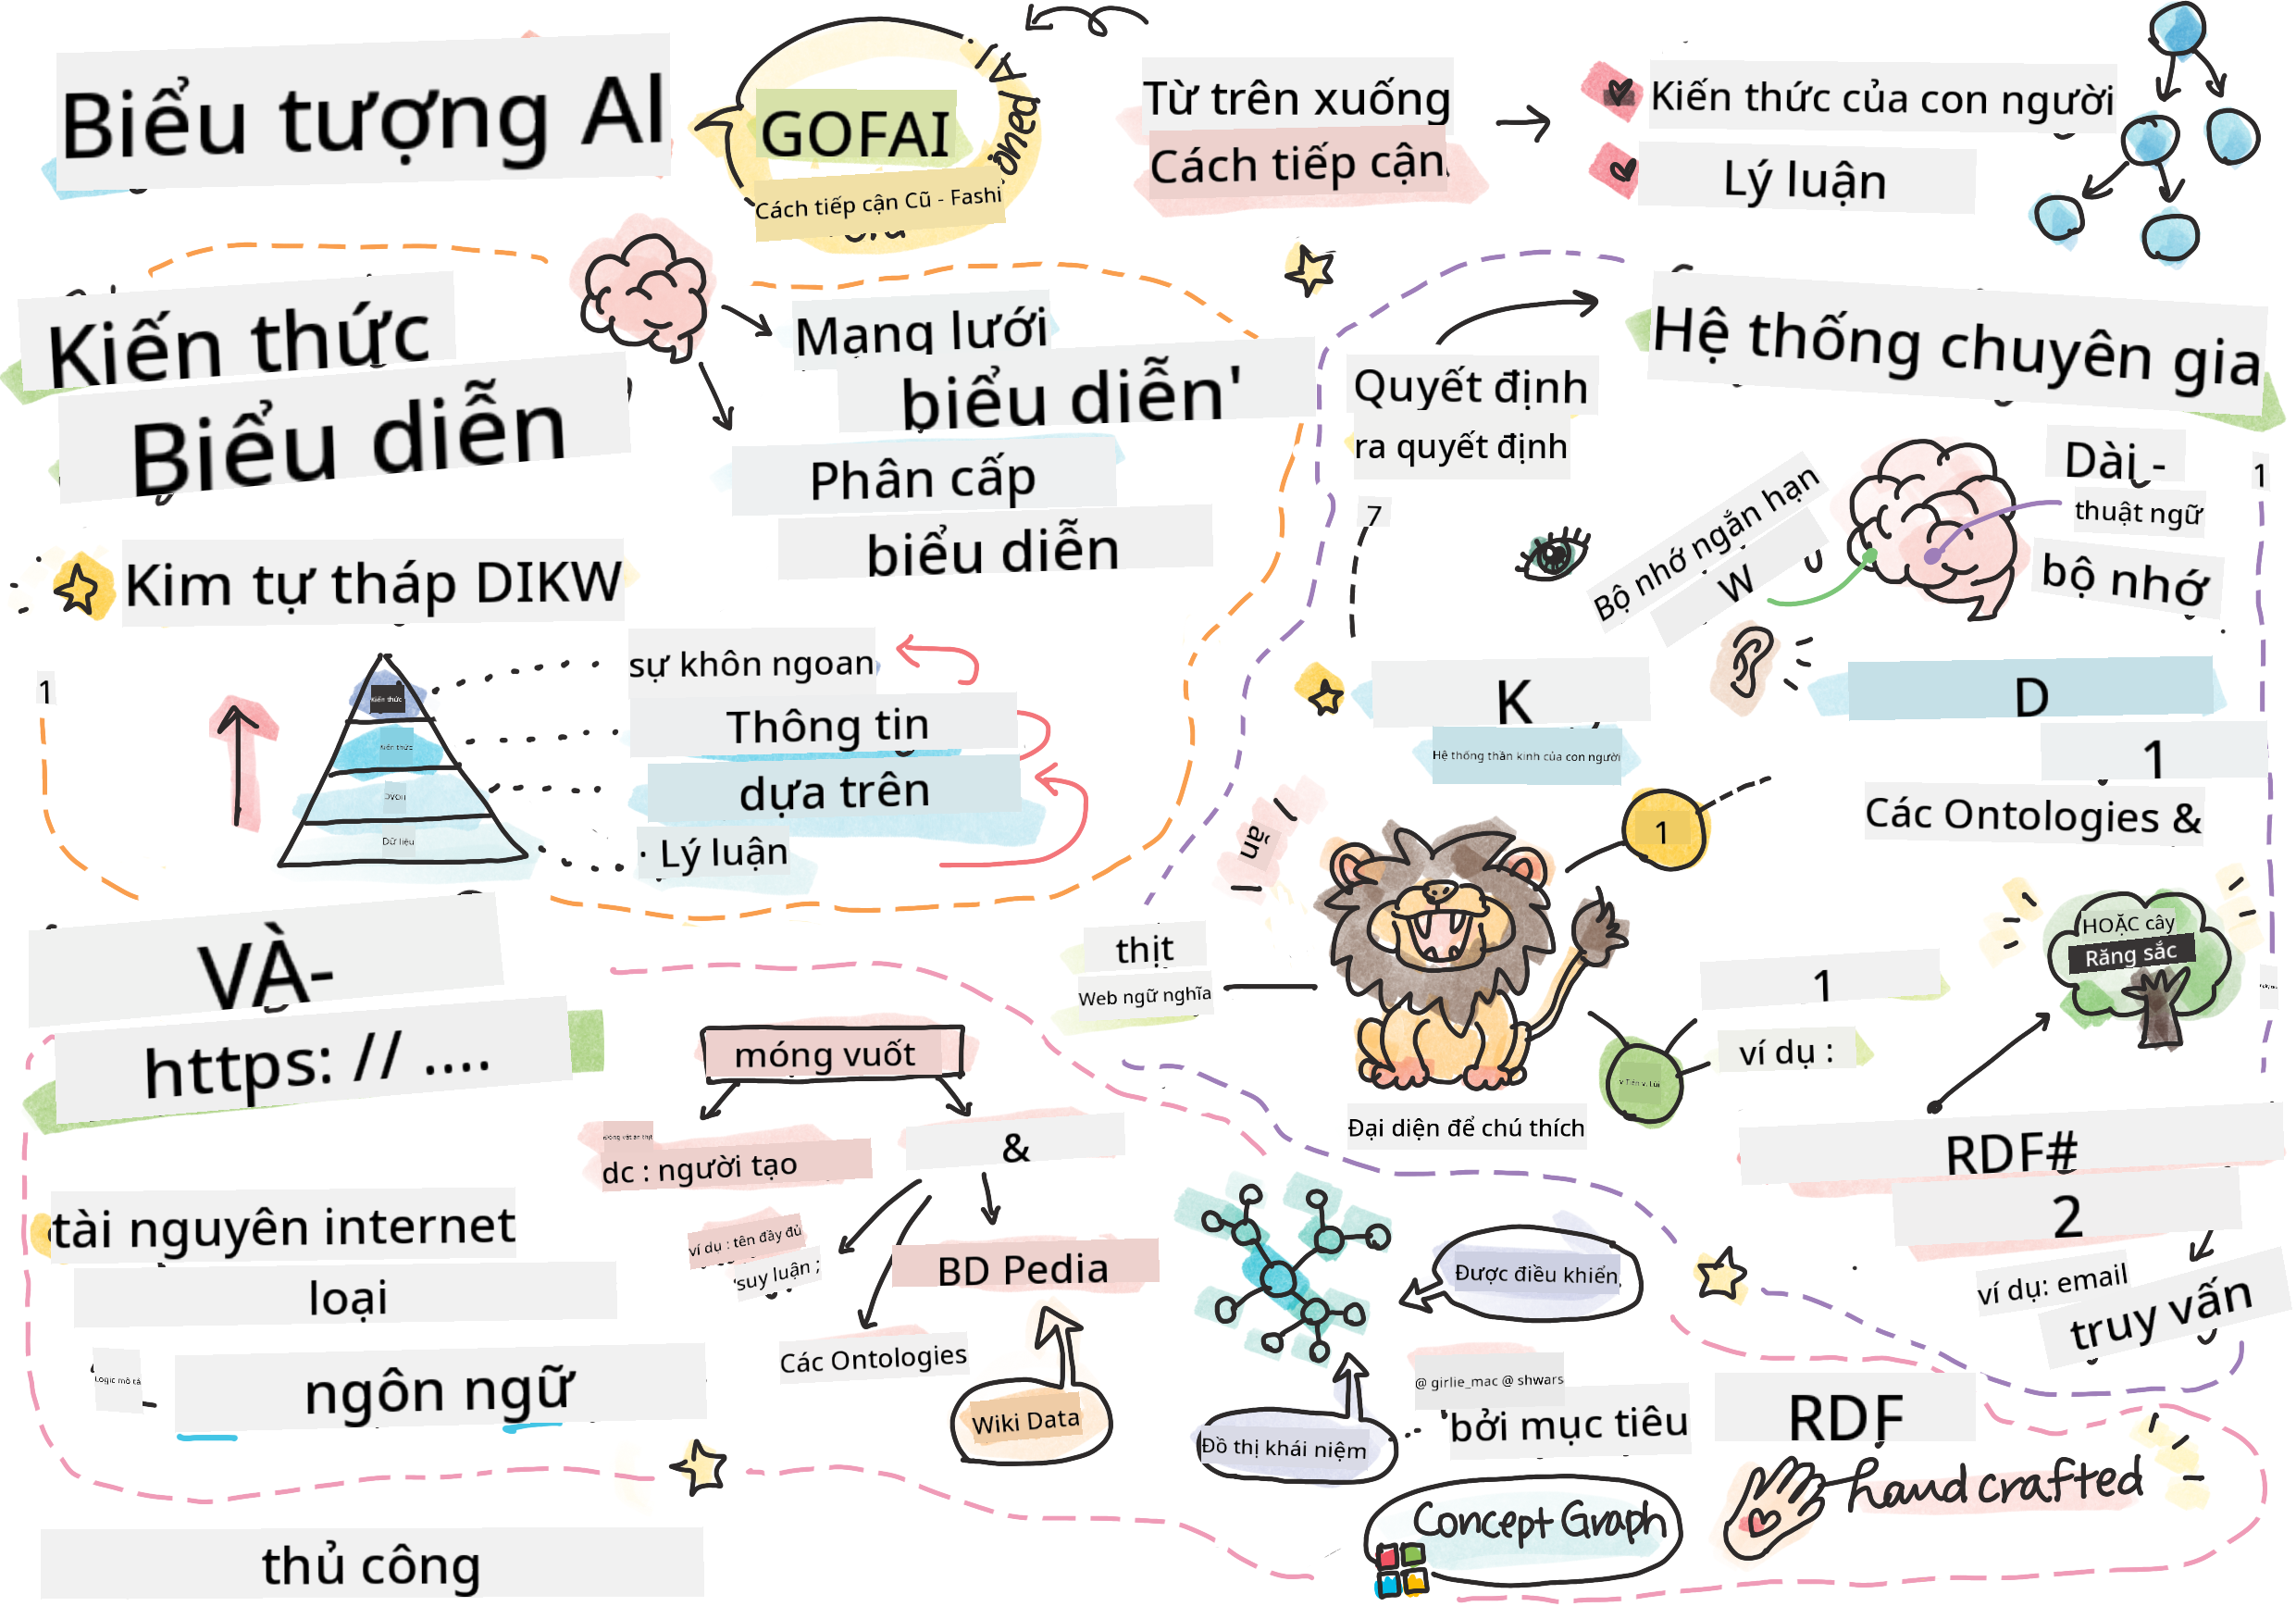 Biểu tượng AI
GOFAI
Cách tiếp cận Cũ - Fashi
Từ trên xuống
Cách tiếp cận
Kiến thức của con người
Lý luận
Kiến thức
Biểu diễn
Mạng lưới
biểu diễn'
Phân cấp
biểu diễn
Kim tự tháp DIKW
sự khôn ngoan
Thông tin
dựa trên
· Lý luận
1
Kiến thức
Kiến thức
Dữ liệu
Hệ thống chuyên gia
Quyết định
ra quyết định
7
Bộ nhớ ngắn hạn
W
Dài -
thuật ngữ
bộ nhớ
1
K
Hệ thống thần kinh của con người
D
1
Các Ontologies &
1
ăn
thịt
Web ngữ nghĩa
1
ví dụ :
HOẶC cây
Răng sắc
Đại diện để chú thích
RDF#
2
ví dụ: email
truy vấn
VÀ-
https: // ....
móng vuốt
dc : người tạo
&
ví dụ : tên đầy đủ
suy luận ;
BD Pedia
Các Ontologies
Wiki Data
tài nguyên internet
loại
Logic mô tả
ngôn ngữ
thủ công
Được điều khiển
Đồ thị khái niệm
@ girlie_mac @ shwars
bởi mục tiêu
RDF
Concept Graph
hand crafted